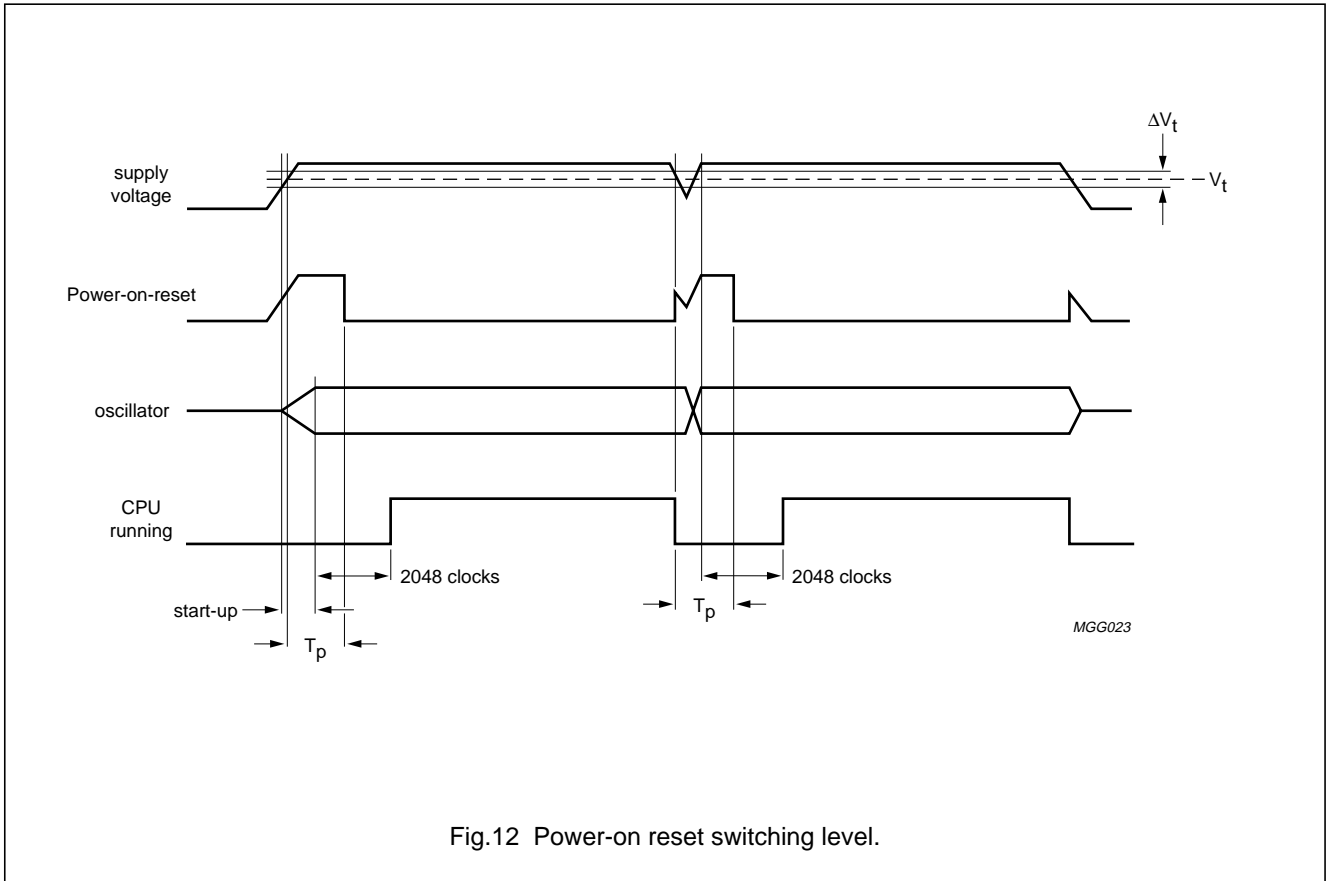 ΔVt
supply
voltage
Vt
Power-on-reset
oscillator
CPU
running
2048 clocks
2048 clocks
start-up
Tp
Tp
MGG023
Fig.12 Power-on reset switching level.